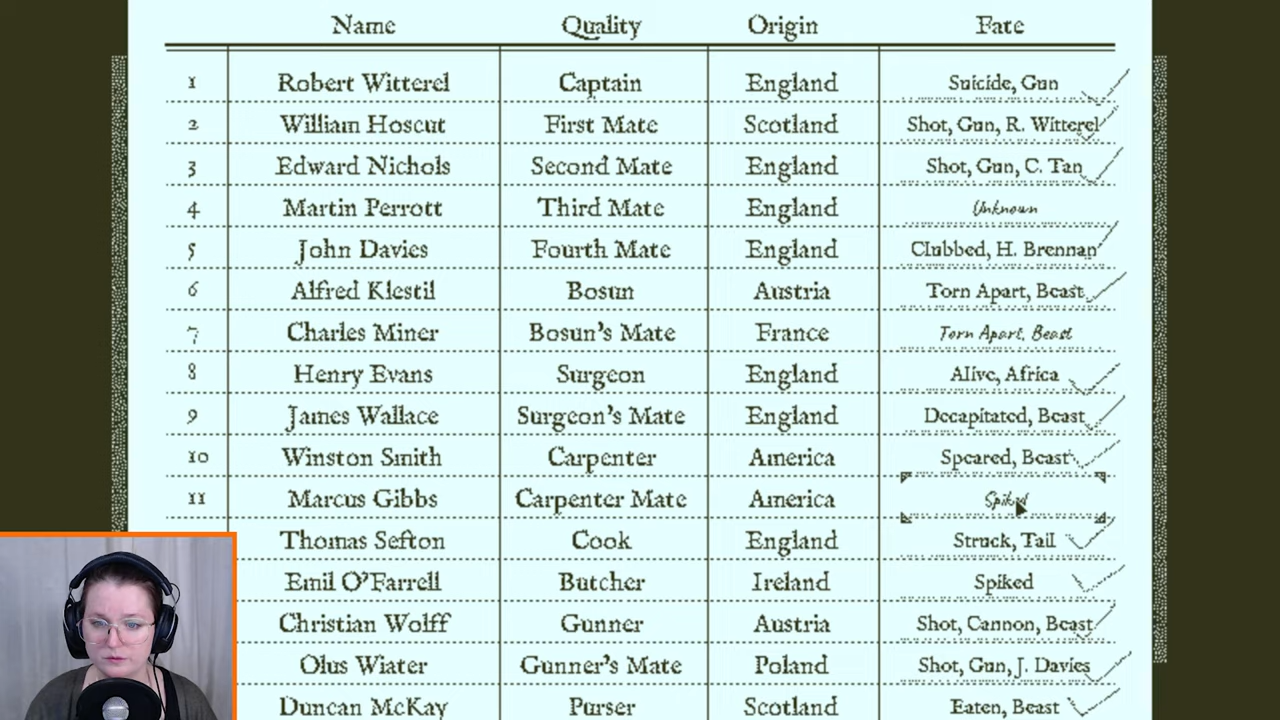 Name Quality Origin Fate
1 Robert Witterel Captain England Suicide, Gun
2 William Hoscut First Mate Scotland Shot, Gun, R. Witterel
3 Edward Nichols Second Mate England Shot, Gun, C. Tan
4 Martin Perrott Third Mate England Unknown
5 John Davies Fourth Mate England Clubbed, H. Brennan
6 Alfred Klestil Bosun Austria Torn Apart, Beast
7 Charles Miner Bosun's Mate France Torn Apart, Beast
8 Henry Evans Surgeon England Alive, Africa
9 James Wallace Surgeon's Mate England Decapitated, Beast
10 Winston Smith Carpenter America Speared, Beast
11 Marcus Gibbs Carpenter Mate America Spiked
Thomas Sefton Cook England Struck, Tail
Emil O'Farrell Butcher Ireland Spiked
Christian Wolff Gunner Austria Shot, Cannon, Beast
Olus Wiater Gunner's Mate Poland Shot, Gun, J. Davies
Duncan McKay Purser Scotland Eaten, Beast